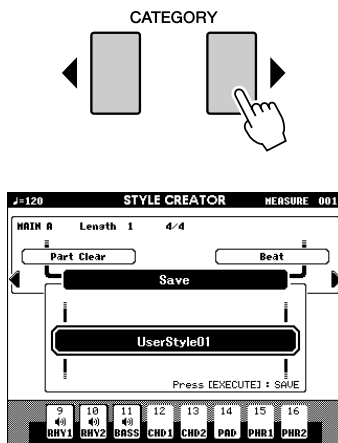 CATEGORY
♩=120 STYLE CREATOR MEASURE 001
MAIN A Length 1 4/4
Part Clear Beat
Save
UserStyle01
Press [EXECUTE] : SAVE
9 10 11 12 13 14 15 16
RHY1 RHY2 BASS CHD1 CHD2 PAD PHR1 PHR2